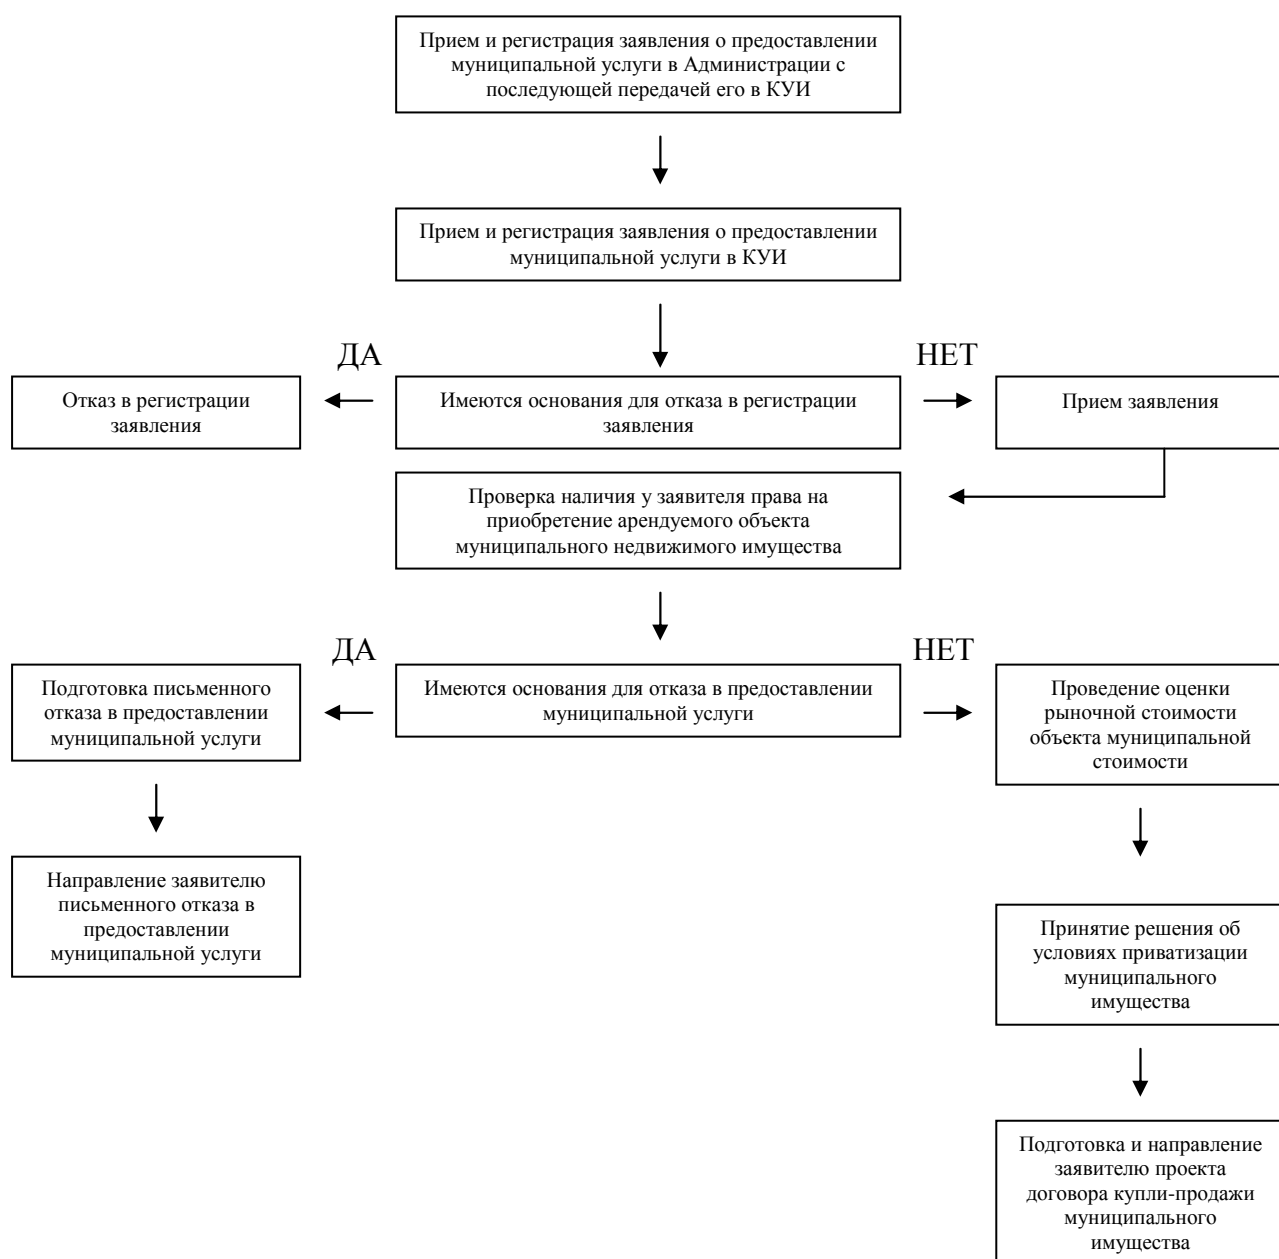 Прием и регистрация заявления о предоставлении
муниципальной услуги в Администрации с
последующей передачей его в КУИ
Прием и регистрация заявления о предоставлении
муниципальной услуги в КУИ
ДА
НЕТ
Отказ в регистрации
заявления
Имеются основания для отказа в регистрации
заявления
Прием заявления
Проверка наличия у заявителя права на
приобретение арендуемого объекта
муниципального недвижимого имущества
ДА
НЕТ
Подготовка письменного
отказа в предоставлении
муниципальной услуги
Имеются основания для отказа в предоставлении
муниципальной услуги
Проведение оценки
рыночной стоимости
объекта муниципальной
стоимости
Направление заявителю
письменного отказа в
предоставлении
муниципальной услуги
Принятие решения об
условиях приватизации
муниципального
имущества
Подготовка и направление
заявителю проекта
договора купли-продажи
муниципального
имущества